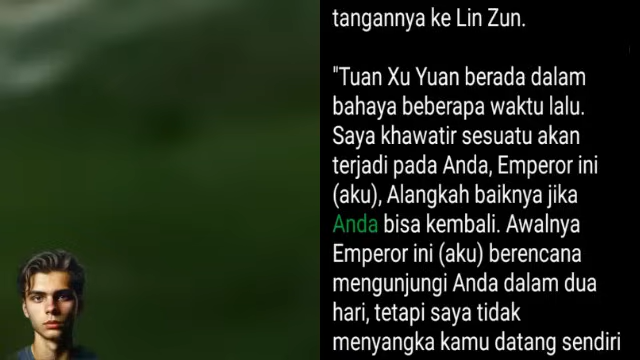 tangannya ke Lin Zun.
"Tuan Xu Yuan berada dalam
bahaya beberapa waktu lalu.
Saya khawatir sesuatu akan
terjadi pada Anda, Emperor ini
(aku), Alangkah baiknya jika
Anda bisa kembali. Awalnya
Emperor ini (aku) berencana
mengunjungi Anda dalam dua
hari, tetapi saya tidak
menyangka kamu datang sendiri